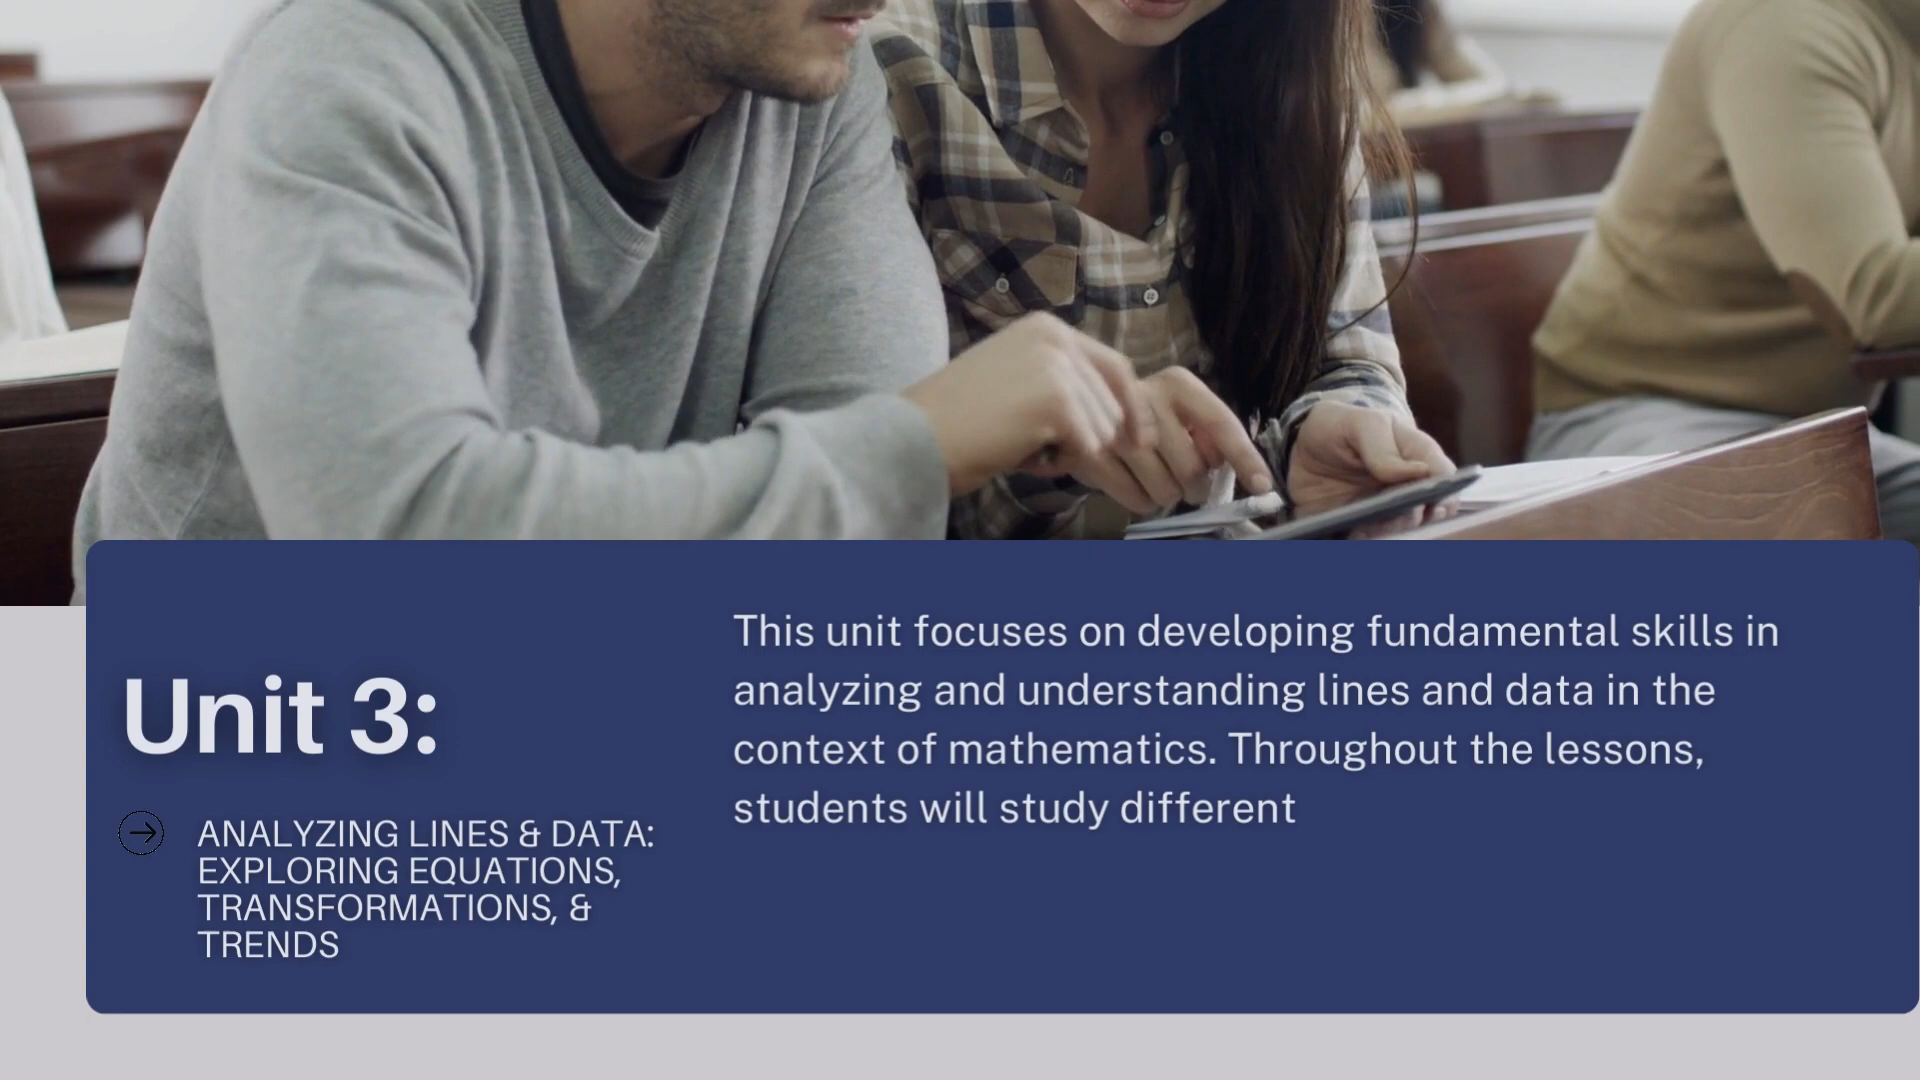 Unit 3:
ANALYZING LINES & DATA:
EXPLORING EQUATIONS,
TRANSFORMATIONS, &
TRENDS
This unit focuses on developing fundamental skills in
analyzing and understanding lines and data in the
context of mathematics. Throughout the lessons,
students will study different